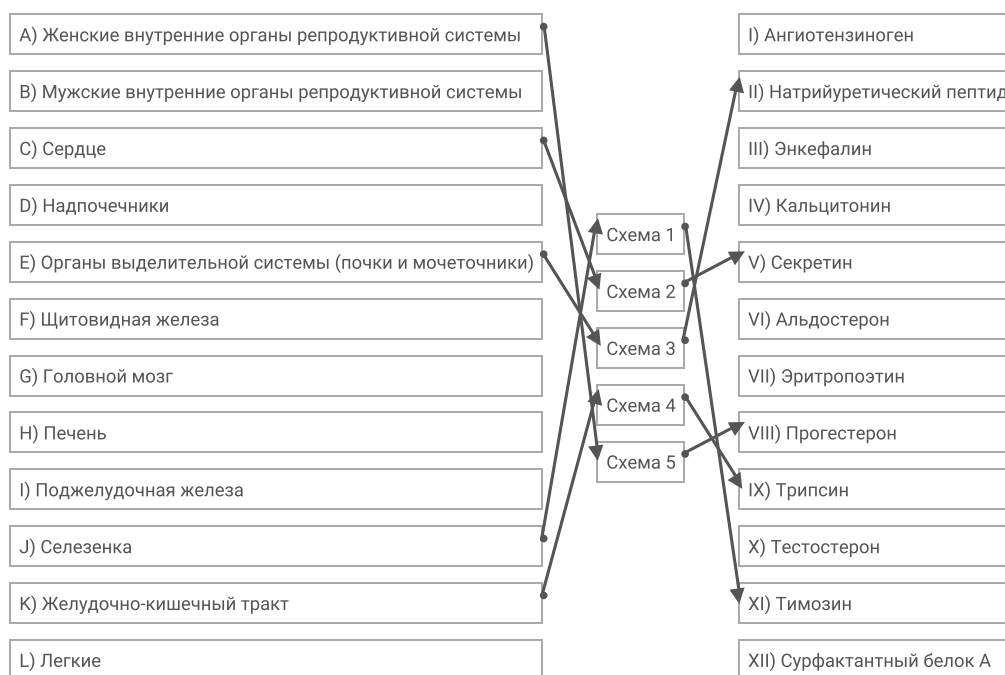 A) Женские внутренние органы репродуктивной системы
B) Мужские внутренние органы репродуктивной системы
C) Сердце
D) Надпочечники
E) Органы выделительной системы (почки и мочеточники)
F) Щитовидная железа
G) Головной мозг
H) Печень
I) Поджелудочная железа
J) Селезенка
K) Желудочно-кишечный тракт
L) Легкие
Схема 1
Схема 2
Схема 3
Схема 4
Схема 5
I) Ангиотензиноген
II) Натрийуретический пептид
III) Энкефалин
IV) Кальцитонин
V) Секретин
VI) Альдостерон
VII) Эритропоэтин
VIII) Прогестерон
IX) Трипсин
X) Тестостерон
XI) Тимозин
XII) Сурфактантный белок А